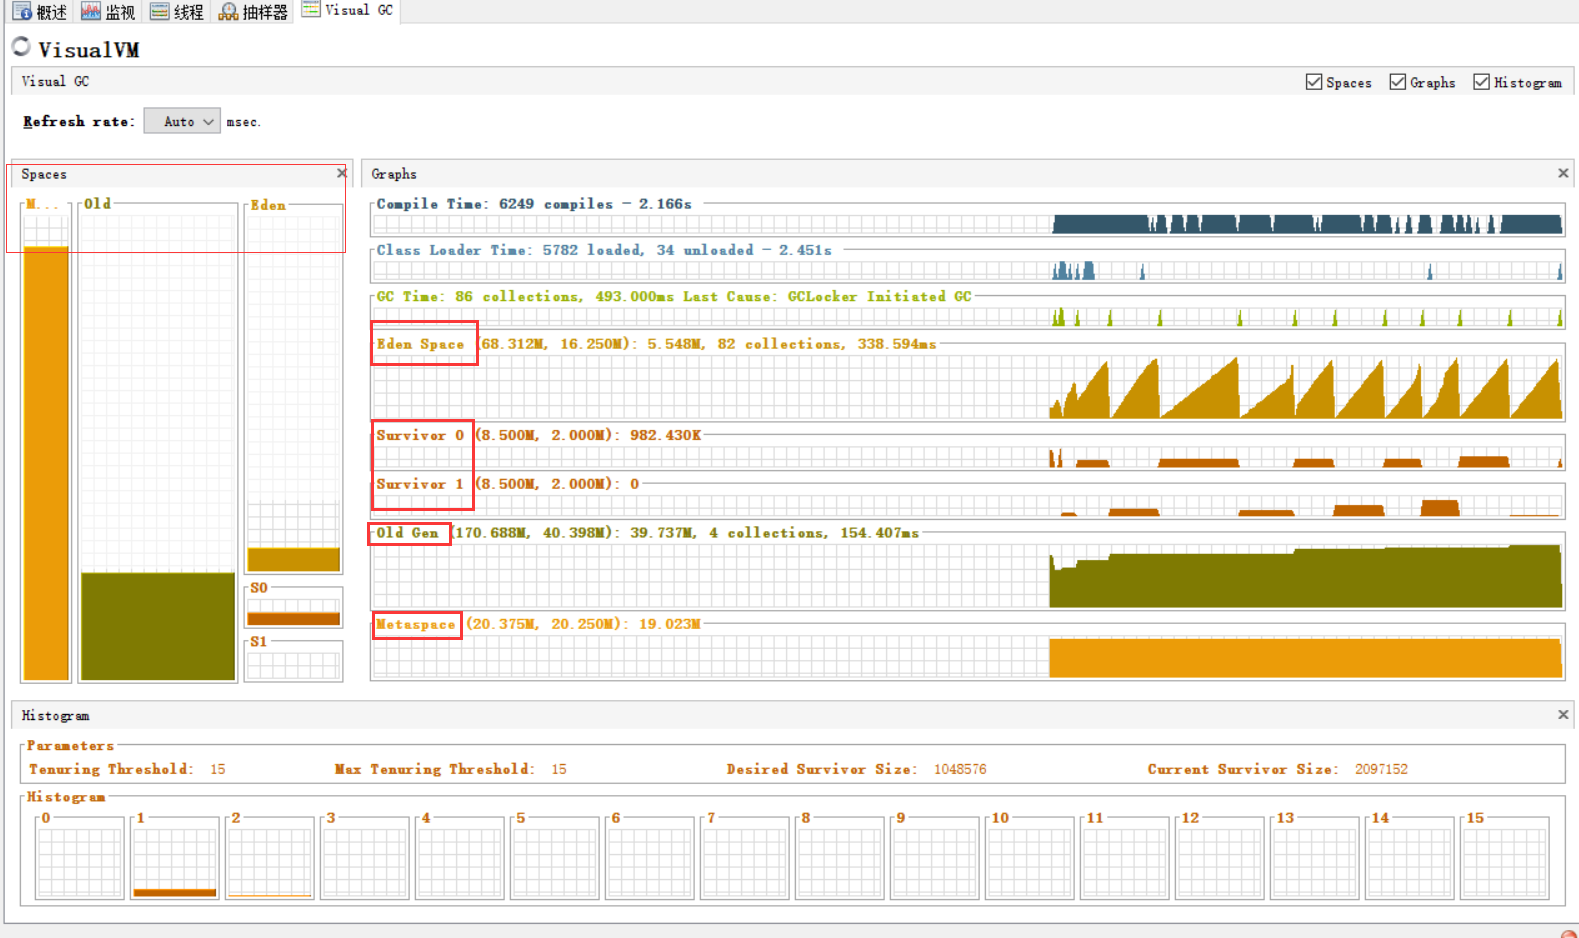 概述 监视 线程 抽样器 Visual GC
VisualVM
Visual GC
Spaces Graphs Histogram
Refresh rate: Auto msec.
Spaces
M... Old Eden
S0
S1
Graphs
Compile Time: 6249 compiles - 2.166s
Class Loader Time: 5782 loaded, 34 unloaded - 2.451s
GC Time: 86 collections, 493.000ms Last Cause: GCLocker Initiated GC
Eden Space (68.312M, 16.250M): 5.548M, 82 collections, 338.594ms
Survivor 0 (8.500M, 2.000M): 982.430K
Survivor 1 (8.500M, 2.000M): 0
Old Gen (170.688M, 40.398M): 39.737M, 4 collections, 154.407ms
Metaspace (20.375M, 20.250M): 19.023M
Histogram
Parameters
Tenuring Threshold: 15 Max Tenuring Threshold: 15 Desired Survivor Size: 1048576 Current Survivor Size: 2097152
Histogram
0 1 2 3 4 5 6 7 8 9 10 11 12 13 14 15